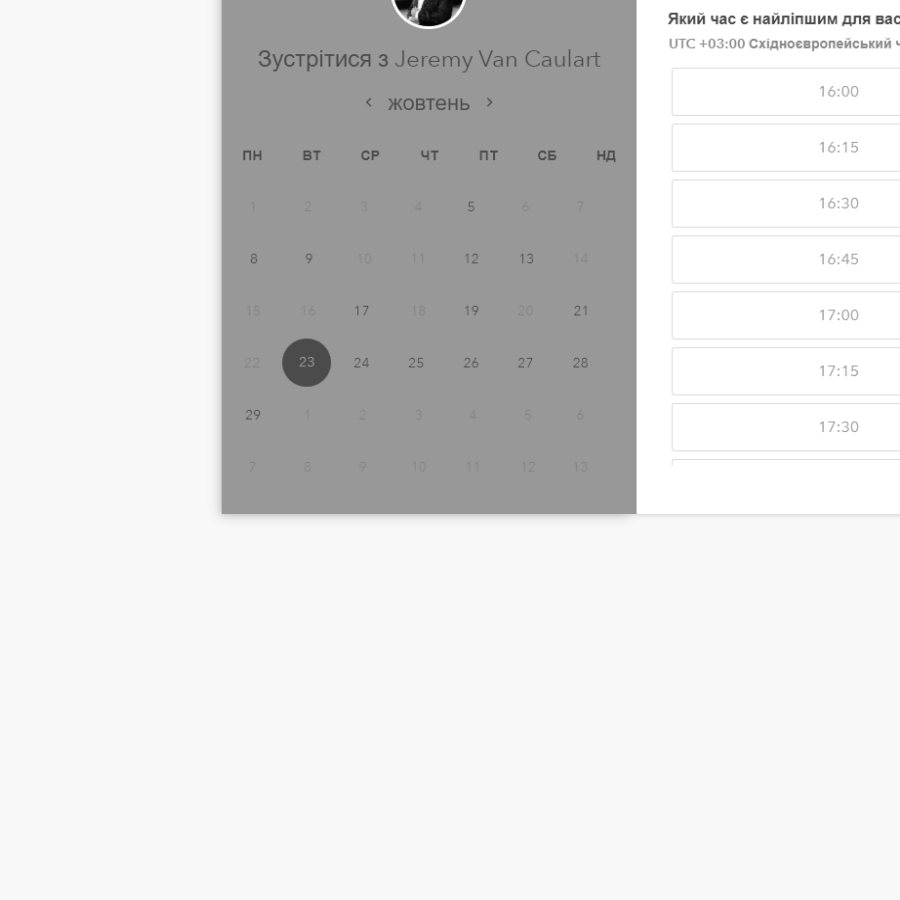 Зустрітися з Jeremy Van Caulart
жовтень
ПН ВТ СР ЧТ ПТ СБ НД
1 2 3 4 5 6 7
8 9 10 11 12 13 14
15 16 17 18 19 20 21
22 23 24 25 26 27 28
29 1 2 3 4 5 6
7 8 9 10 11 12 13
Який час є найліпшим для вас
UTC +03:00 Східноєвропейський
16:00
16:15
16:30
16:45
17:00
17:15
17:30